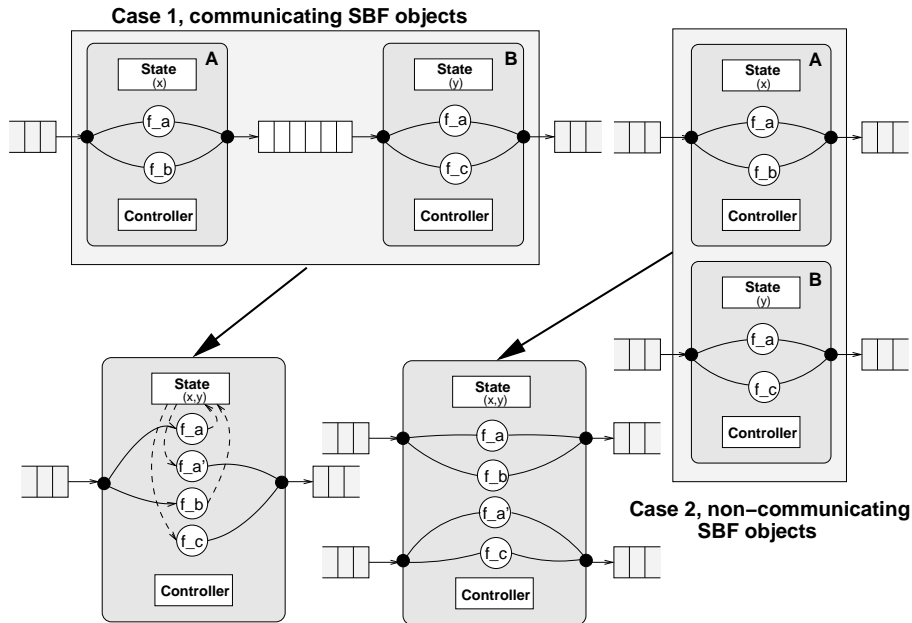 Case 1, communicating SBF objects
A
State
(x)
f_a
f_b
Controller
B
State
(y)
f_a
f_c
Controller
A
State
(x)
f_a
f_b
Controller
B
State
(y)
f_a
f_c
Controller
Case 2, non−communicating
SBF objects
State
(x,y)
f_a
f_a'
f_b
f_c
Controller
State
(x,y)
f_a
f_b
f_a'
f_c
Controller